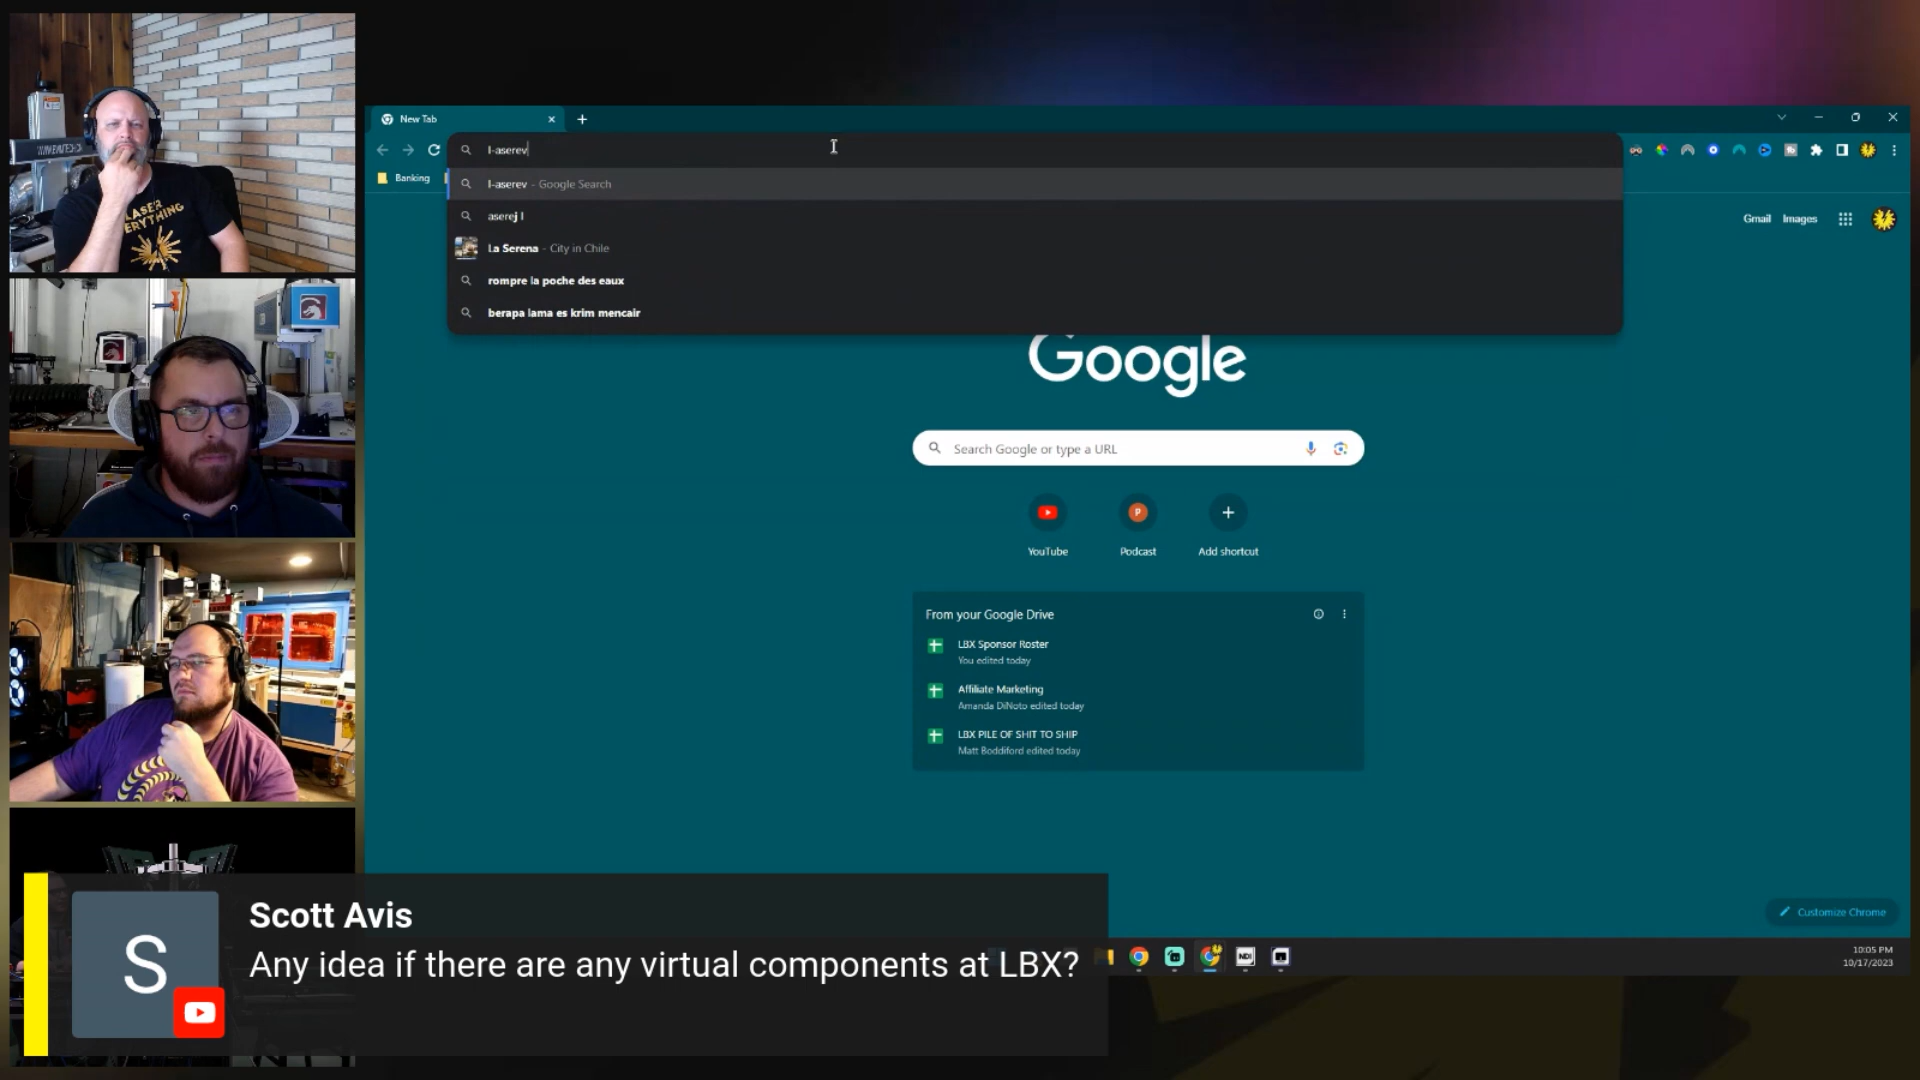 LASER
EVERYTHING
New Tab
l-aserev
Banking
l-aserev - Google Search
aserej l
La Serena - City in Chile
rompre la poche des eaux
berapa lama es krim mencair
Gmail Images
Google
Search Google or type a URL
YouTube Podcast Add shortcut
P
From your Google Drive
LBX Sponsor Roster
You edited today
Affiliate Marketing
Amanda DiNoto edited today
LBX PILE OF SHIT TO SHIP
Matt Boddiford edited today
Customize Chrome
NDI
10:05 PM
10/17/2023
S
Scott Avis
Any idea if there are any virtual components at LBX?